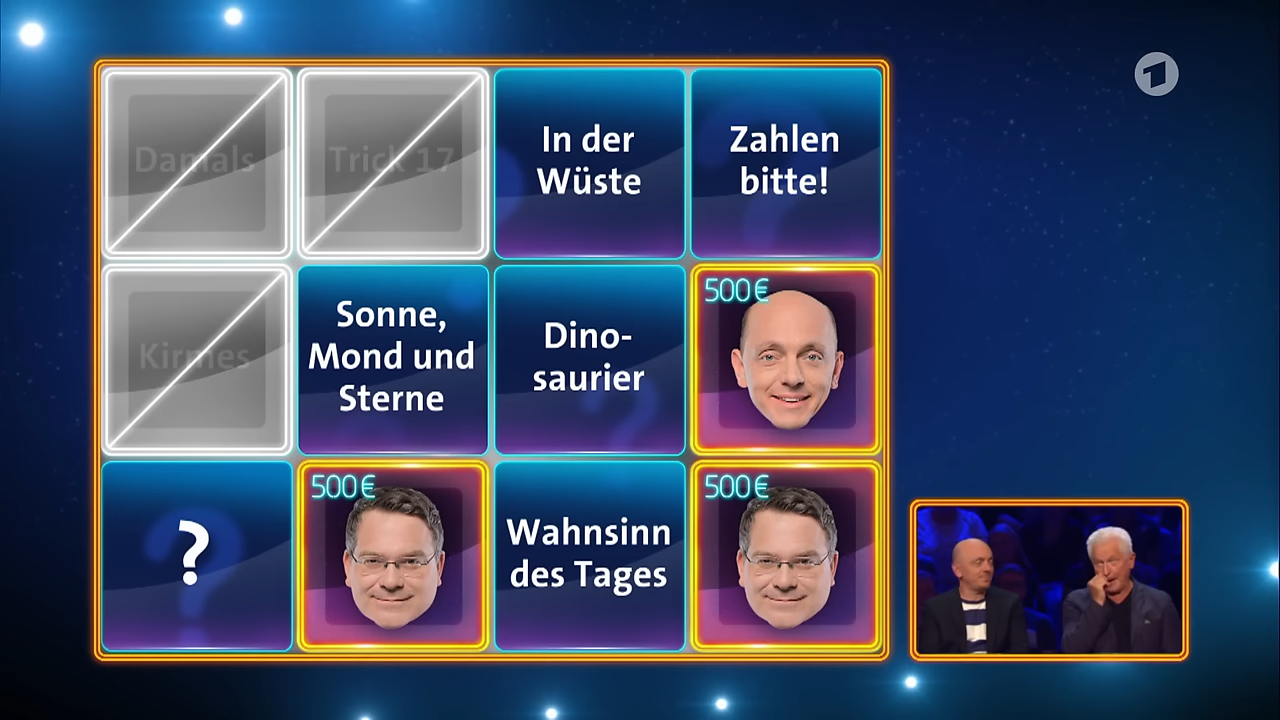 Damals
Trick 17
In der
Wüste
Zahlen
bitte!
Kirmes
Sonne,
Mond und
Sterne
Dino-
saurier
500€
?
500€
Wahnsinn
des Tages
500€
1